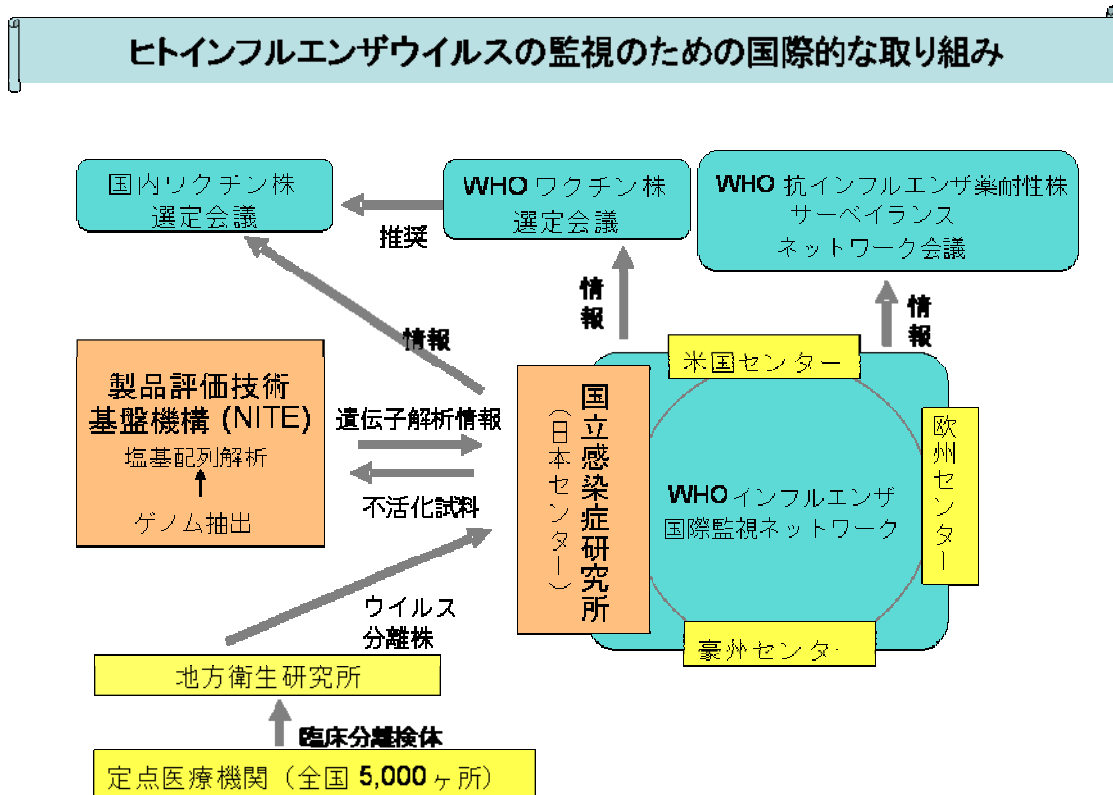 ヒトインフルエンザウイルスの監視のための国際的な取り組み
国内ワクチン株
選定会議
推奨
WHO ワクチン株
選定会議
WHO 抗インフルエンザ薬耐性株
サーベイランス
ネットワーク会議
情報
情報
情報
製品評価技術
基盤機構 (NITE)
塩基配列解析
ゲノム抽出
遺伝子解析情報
不活化試料
国立感染症研究所
(日本センター)
米国センター
欧州センター
WHO インフルエンザ
国際監視ネットワーク
豪州センター
ウイルス
分離株
地方衛生研究所
臨床分離検体
定点医療機関（全国 5,000 ヶ所）